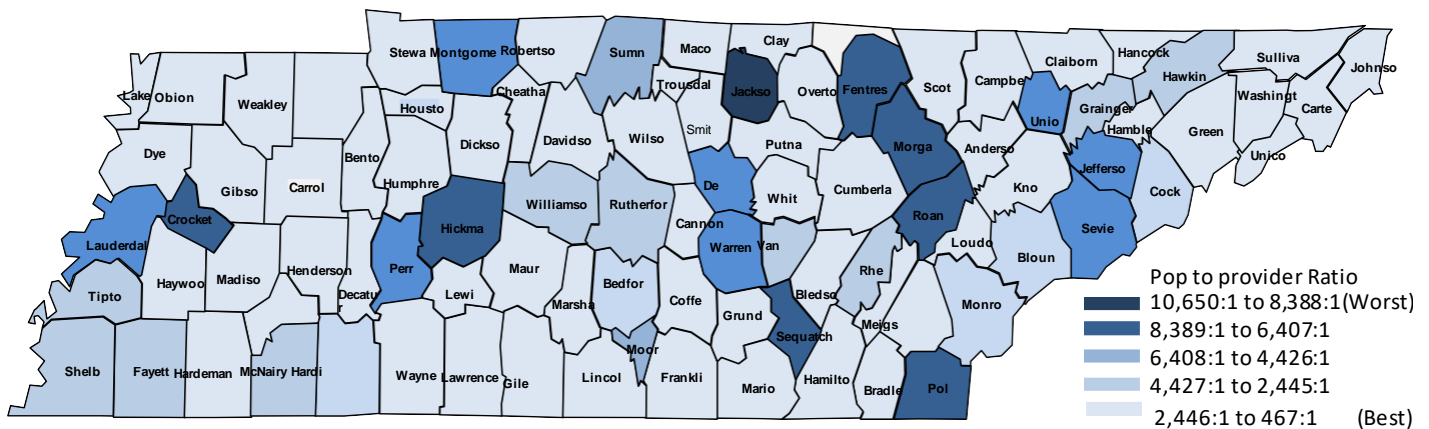 Stewa Montgome Robertso Sumn Maco Clay
Hancock
Claiborn
Sulliva
Johnso
Lake Obion Weakley
Housto
Cheatha
Trousdal
Jackso
Overto
Fentres
Scot
Campbe
Unio
Grainger
Hawkin
Washingt
Carte
Dye
Bento
Dickso
Davidso
Wilso
Smit
Putna
Morga
Anderso
Hamble
Green
Unico
Gibso
Carrol
Humphre
De
Whit
Cumberla
Kno
Jefferso
Cock
Crocket
Lauderdal
Hickma
Williamso
Rutherfor
Cannon
Warren
Van
Roan
Loudo
Sevie
Tipto
Haywoo
Madiso
Henderson
Decatu
Perr
Lewi
Maur
Marsha
Bedfor
Coffe
Grund
Bledso
Rhe
Bloun
Monro
Sequatch
Meigs
Moor
Shelb
Fayett
Hardeman
McNairy
Hardi
Wayne
Lawrence
Gile
Lincol
Frankli
Mario
Hamilto
Bradle
Pol
Pop to provider Ratio
10,650:1 to 8,388:1(Worst)
8,389:1 to 6,407:1
6,408:1 to 4,426:1
4,427:1 to 2,445:1
2,446:1 to 467:1 (Best)